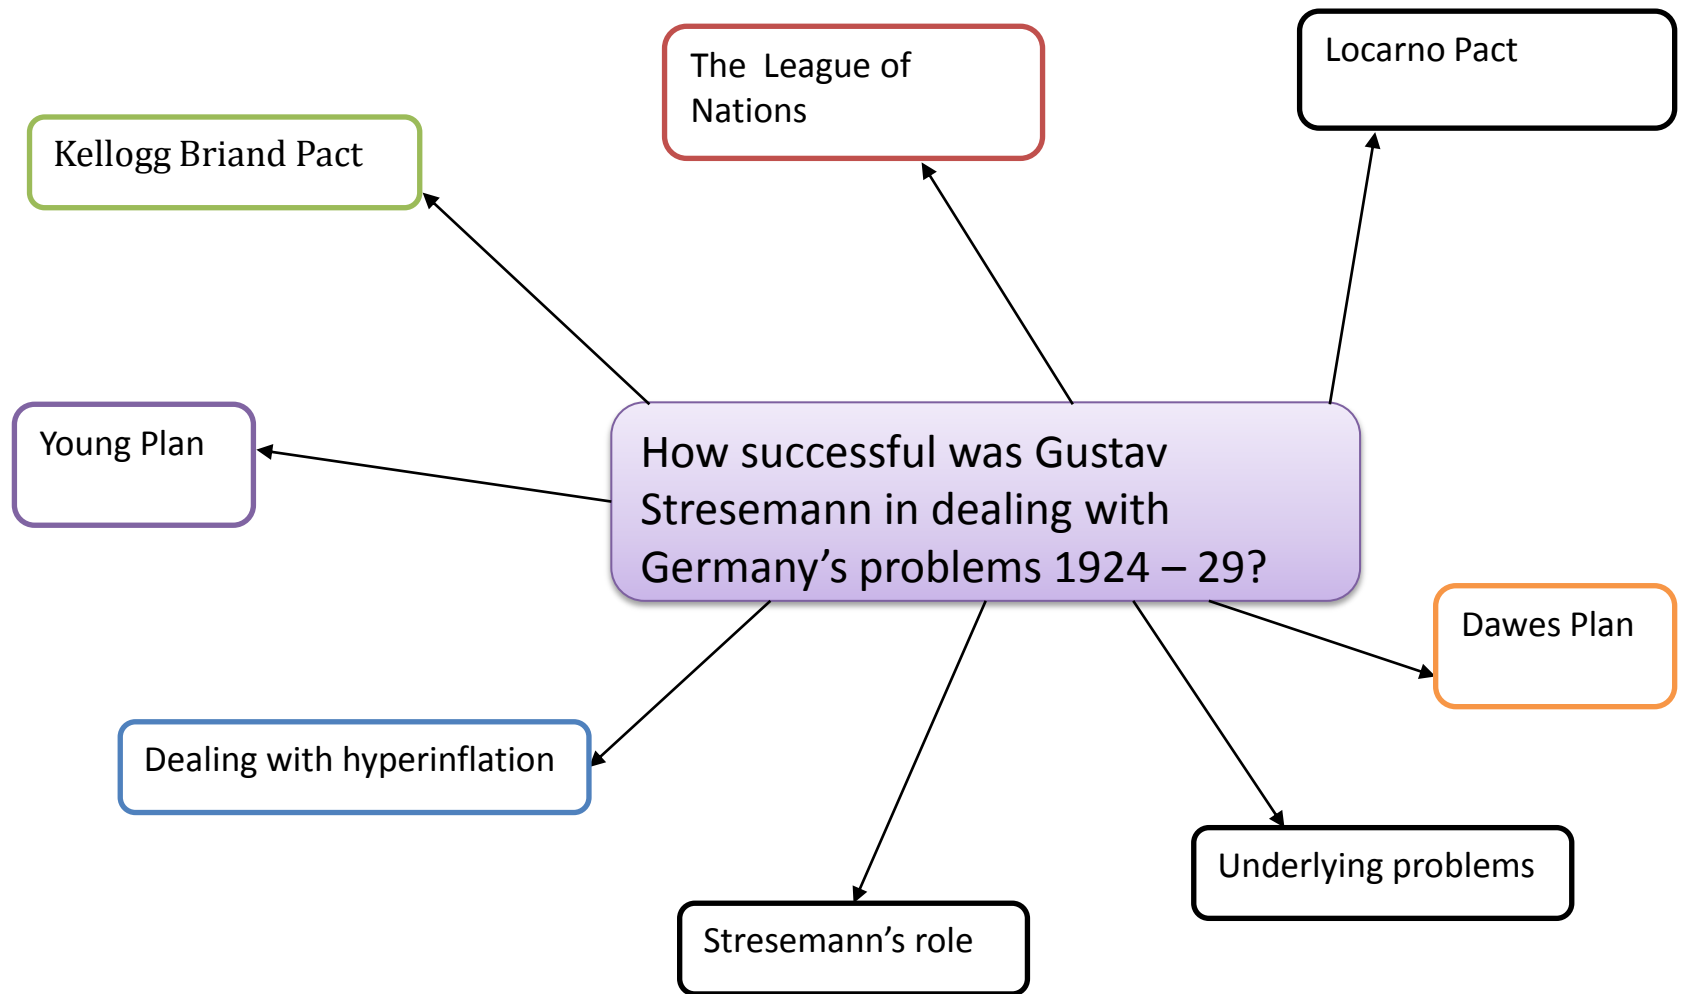 The League of
Nations
Locarno Pact
Kellogg Briand Pact
Young Plan
How successful was Gustav
Stresemann in dealing with
Germany’s problems 1924 – 29?
Dawes Plan
Dealing with hyperinflation
Underlying problems
Stresemann’s role